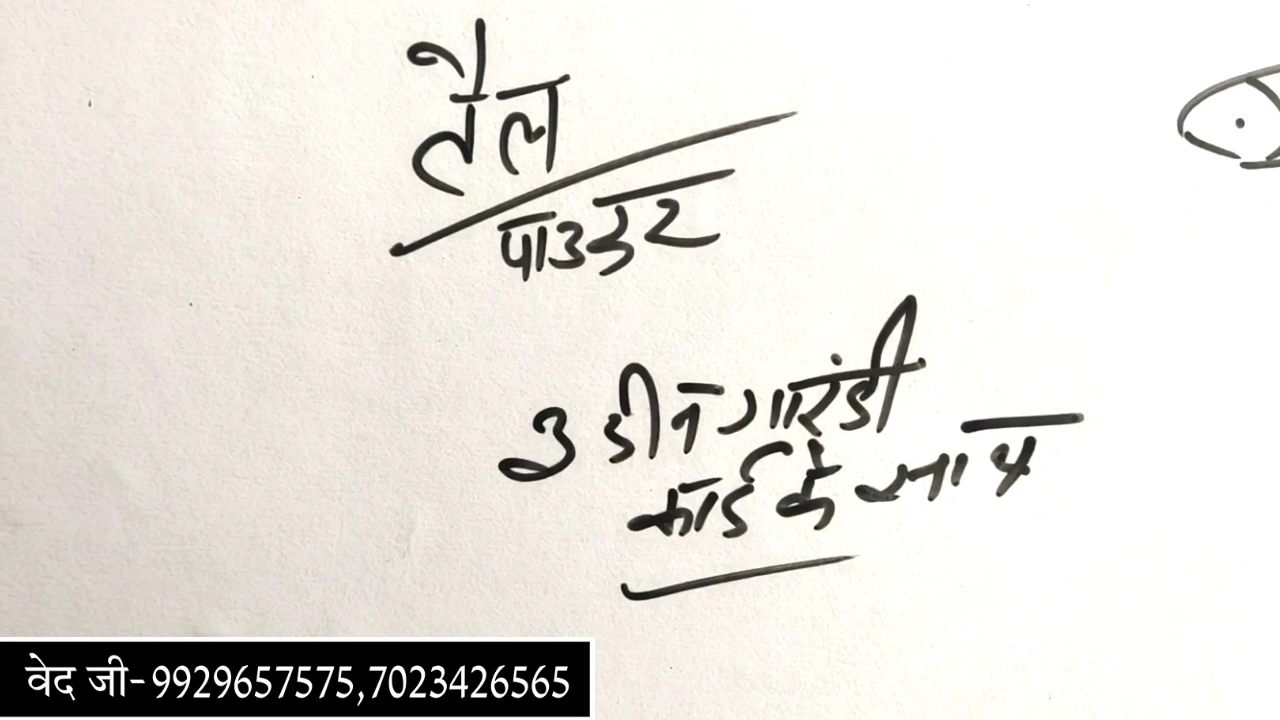 तैल
पाउडर
3 डीन गारंडी
कार्ड के साथ
वेद जी- 9929657575,7023426565